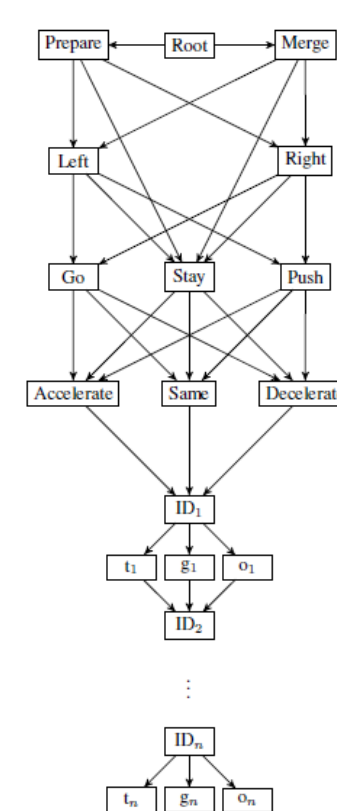 Prepare Root Merge
Left Right
Go Stay Push
Accelerate Same Decelerat
ID₁
t₁ g₁ o₁
ID₂
⋮
IDₙ
tₙ gₙ oₙ